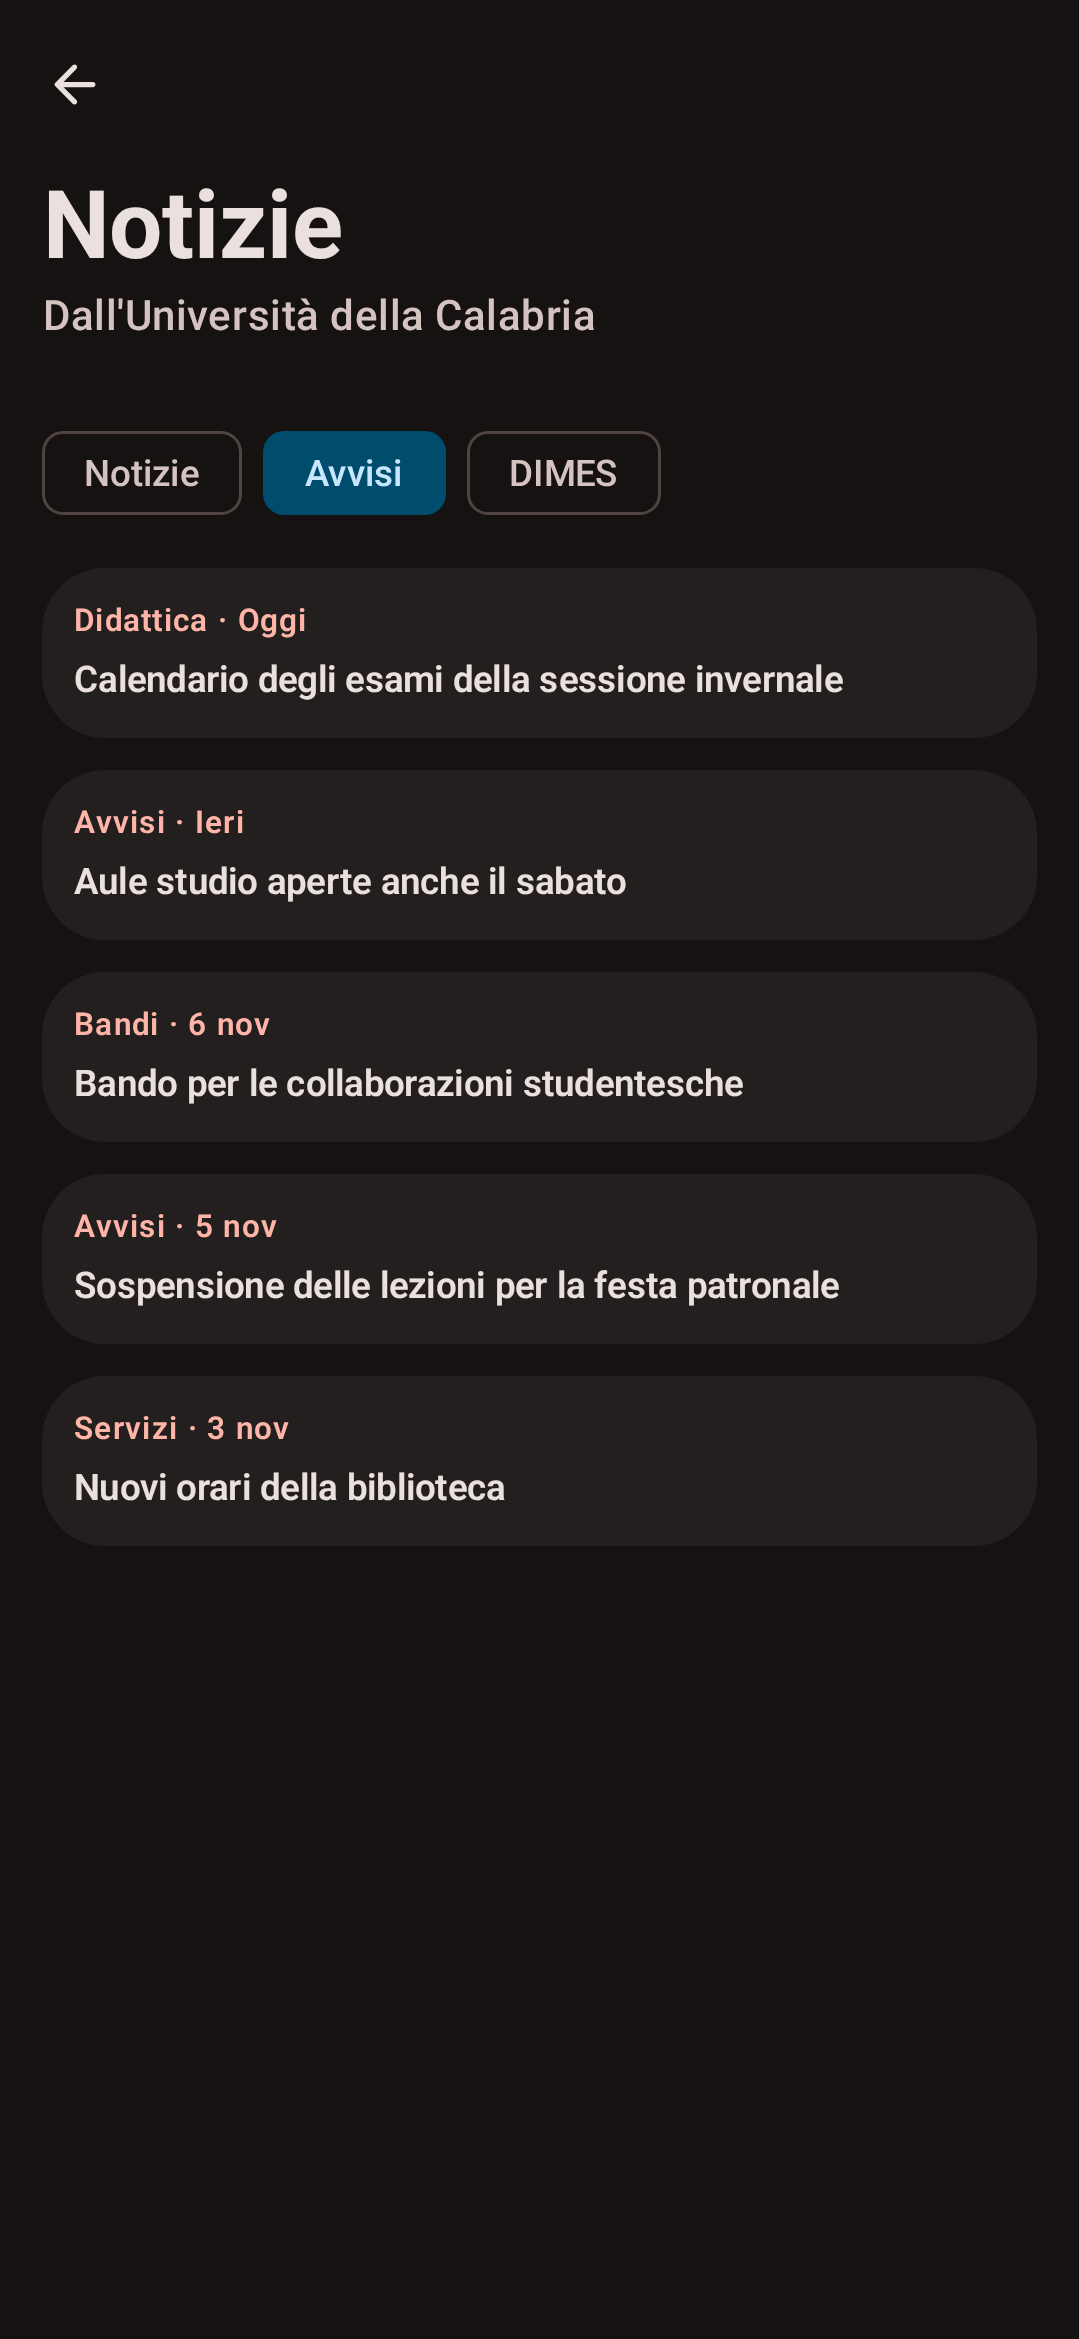 Notizie
Dall'Università della Calabria
Notizie
Avvisi
DIMES
Didattica · Oggi
Calendario degli esami della sessione invernale
Avvisi · Ieri
Aule studio aperte anche il sabato
Bandi · 6 nov
Bando per le collaborazioni studentesche
Avvisi · 5 nov
Sospensione delle lezioni per la festa patronale
Servizi · 3 nov
Nuovi orari della biblioteca